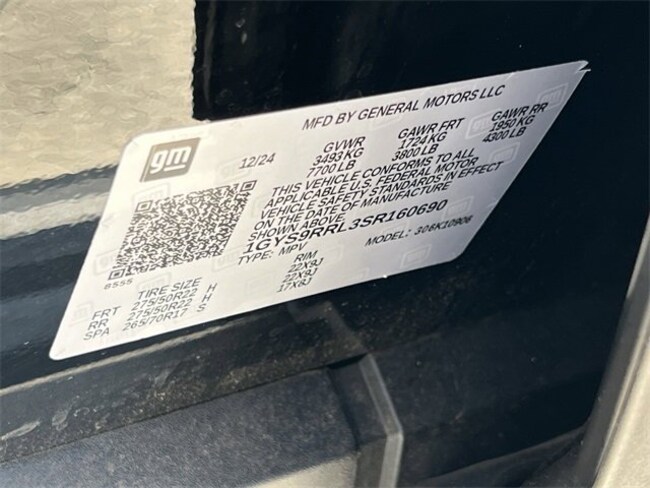 MFD BY GENERAL MOTORS LLC
gm
12/24
GVWR GAWR FRT GAWR RR
3493 KG 1724 KG 1950 KG
7700 LB 3800 LB 4300 LB
THIS VEHICLE CONFORMS TO ALL
APPLICABLE U.S. FEDERAL MOTOR
VEHICLE SAFETY STANDARDS IN EFFECT
ON THE DATE OF MANUFACTURE
SHOWN ABOVE.
1GYS9RRL3SR160690
TYPE: MPV MODEL: 306K10906
8555
TIRE SIZE RIM
FRT 275/50R22 H 22X9J
RR 275/50R22 H 22X9J
SPA 265/70R17 S 17X8J